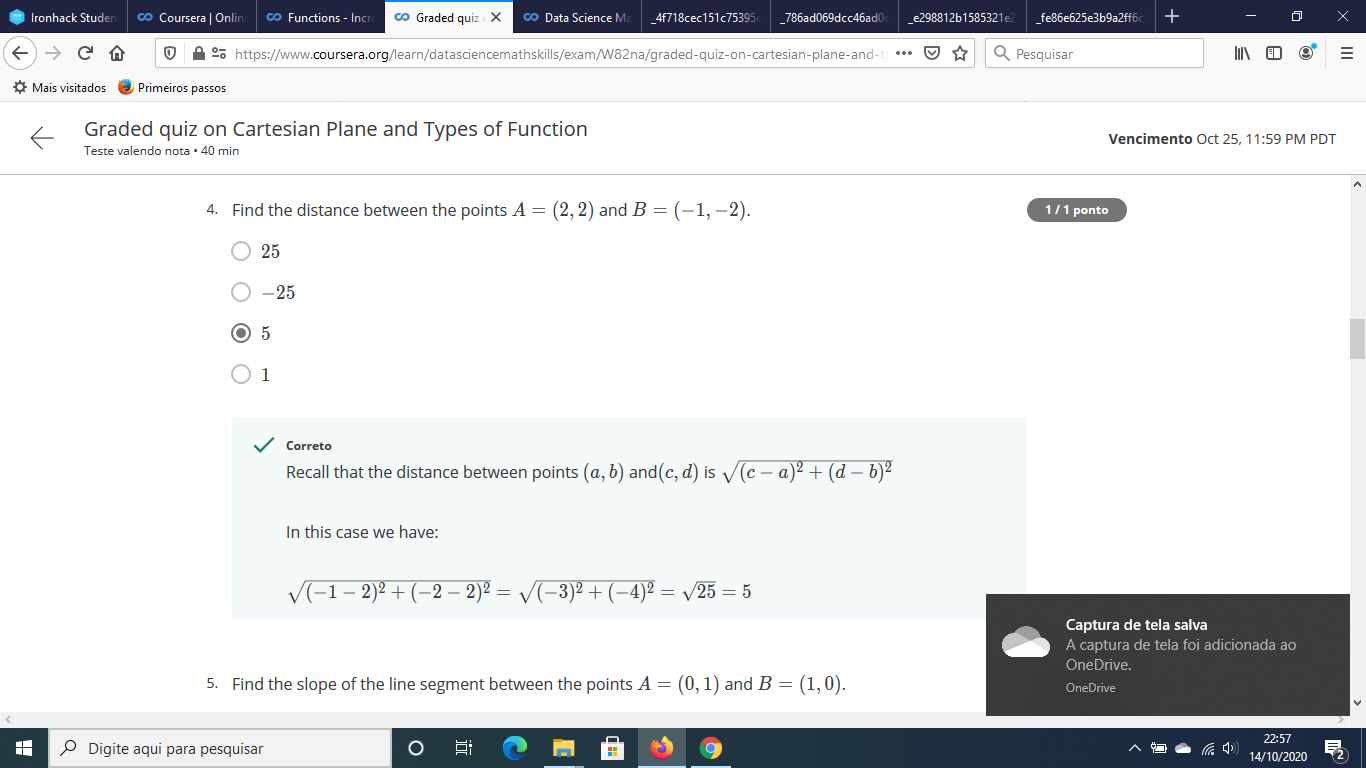 Ironhack Studen
Coursera | Onlin
Functions - Incre
Graded quiz
Data Science Ma
_4f718cec151c75395
_786ad069dcc46ad0
_e298812b1585321e2
_fe86e625e3b9a2ff6c
https://www.coursera.org/learn/datasciencemathskills/exam/W82na/graded-quiz-on-cartesian-plane-and-t
Pesquisar
Mais visitados
Primeiros passos
Graded quiz on Cartesian Plane and Types of Function
Teste valendo nota • 40 min
Vencimento Oct 25, 11:59 PM PDT
4. Find the distance between the points A = (2, 2) and B = (−1, −2).
1 / 1 ponto
25
−25
5
1
Correto
Recall that the distance between points (a, b) and(c, d) is √(c − a)² + (d − b)²
In this case we have:
√(−1 − 2)² + (−2 − 2)² = √(−3)² + (−4)² = √25 = 5
5. Find the slope of the line segment between the points A = (0, 1) and B = (1, 0).
Captura de tela salva
A captura de tela foi adicionada ao
OneDrive.
OneDrive
Digite aqui para pesquisar
22:57
14/10/2020
2